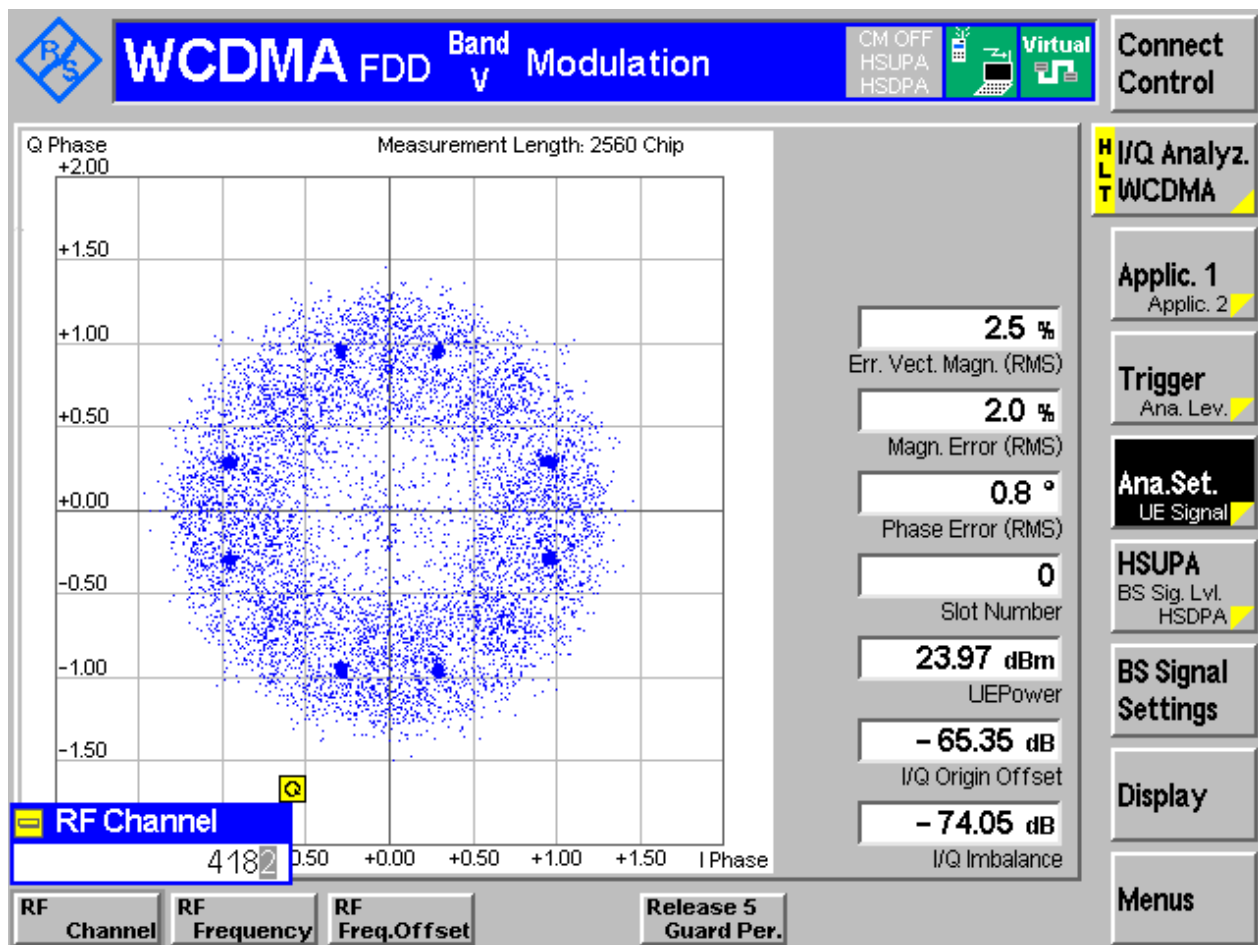 R&S
WCDMA FDD Band V Modulation
CM OFF
HSUPA
HSDPA
Virtual
Connect
Control
Q Phase
Measurement Length: 2560 Chip
+2.00
+1.50
+1.00
+0.50
+0.00
-0.50
-1.00
-1.50
2.5 %
Err. Vect. Magn. (RMS)
2.0 %
Magn. Error (RMS)
0.8 °
Phase Error (RMS)
0
Slot Number
23.97 dBm
UEPower
- 65.35 dB
I/Q Origin Offset
- 74.05 dB
I/Q Imbalance
Q
RF Channel
4182
0.50 +0.00 +0.50 +1.00 +1.50 I Phase
HLT
I/Q Analyz.
WCDMA
Applic. 1
Applic. 2
Trigger
Ana. Lev.
Ana.Set.
UE Signal
HSUPA
BS Sig. Lvl.
HSDPA
BS Signal
Settings
Display
Menus
RF
Channel
RF
Frequency
RF
Freq.Offset
Release 5
Guard Per.